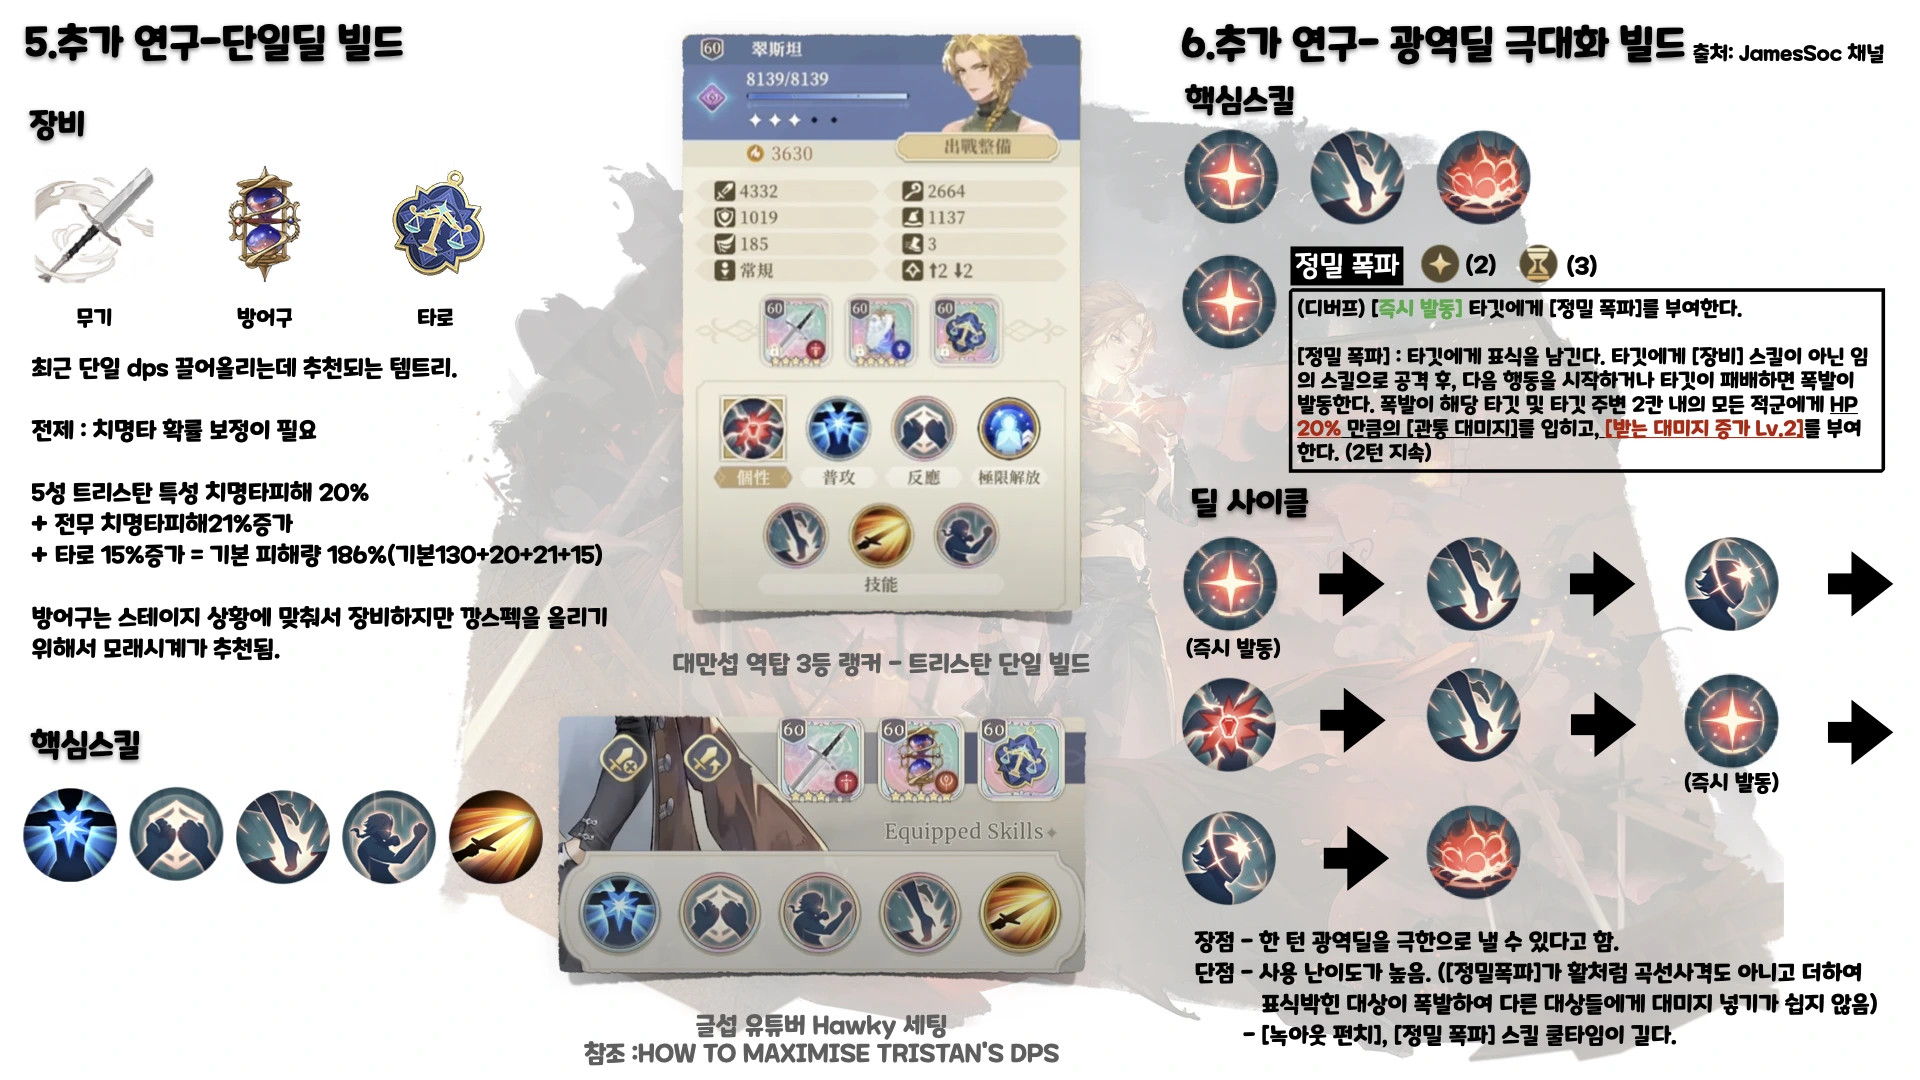 5.추가 연구-단일딜 빌드
장비
무기
방어구
타로
최근 단일 dps 끌어올리는데 추천되는 템트리.
전제 : 치명타 확률 보정이 필요
5성 트리스탄 특성 치명타피해 20%
+ 전무 치명타피해21%증가
+ 타로 15%증가 = 기본 피해량 186%(기본130+20+21+15)
방어구는 스테이지 상황에 맞춰서 장비하지만 깡스펙을 올리기
위해서 모래시계가 추천됨.
핵심스킬
60
翠斯坦
8139/8139
3630
出戰整備
4332
2664
1019
1137
185
3
常規
↑2 ↓2
60
60
60
個性
普攻
反應
極限解放
技能
대만섭 역탑 3등 랭커 - 트리스탄 단일 빌드
60
60
60
Equipped Skills
글섭 유튜버 Hawky 세팅
참조 :HOW TO MAXIMISE TRISTAN'S DPS
6.추가 연구- 광역딜 극대화 빌드 출처: JamesSoc 채널
핵심스킬
정밀 폭파 (2) (3)
(디버프) [즉시 발동] 타깃에게 [정밀 폭파]를 부여한다.
[정밀 폭파] : 타깃에게 표식을 남긴다. 타깃에게 [장비] 스킬이 아닌 임
의 스킬으로 공격 후, 다음 행동을 시작하거나 타깃이 패배하면 폭발이
발동한다. 폭발이 해당 타깃 및 타깃 주변 2칸 내의 모든 적군에게 HP
20% 만큼의 [관통 대미지]를 입히고, [받는 대미지 증가 Lv.2]를 부여
한다. (2턴 지속)
딜 사이클
(즉시 발동)
(즉시 발동)
장점 - 한 턴 광역딜을 극한으로 낼 수 있다고 함.
단점 - 사용 난이도가 높음. ([정밀폭파]가 활처럼 곡선사격도 아니고 더하여
표식박힌 대상이 폭발하여 다른 대상들에게 대미지 넣기가 쉽지 않음)
- [녹아웃 펀치], [정밀 폭파] 스킬 쿨타임이 길다.